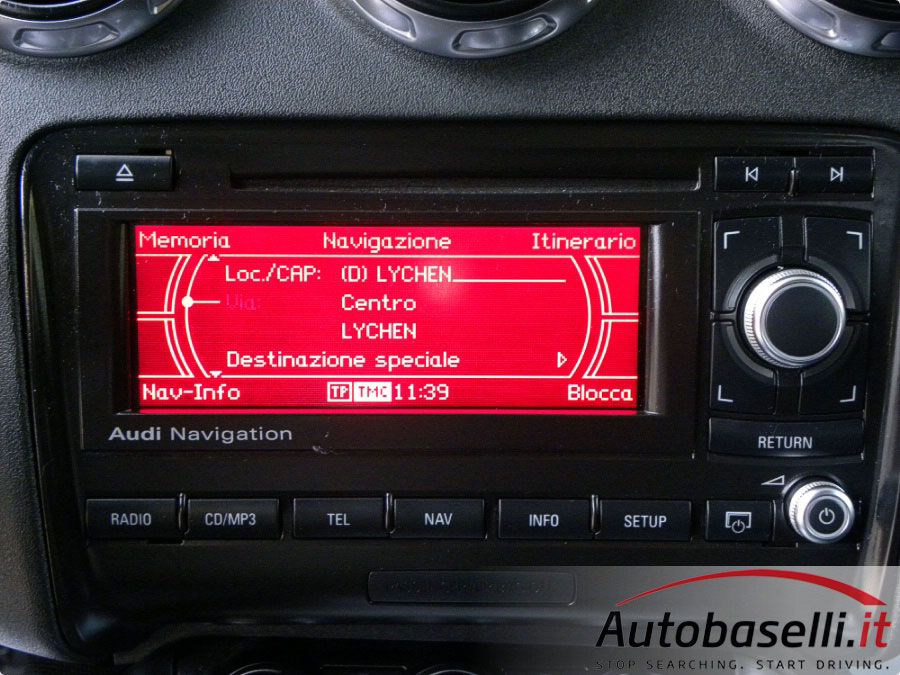 Memoria Navigazione Itinerario
Loc./CAP: (D) LYCHEN
Via: Centro
LYCHEN
Destinazione speciale
Nav-Info TP TMC 11:39 Blocca
Audi Navigation
RETURN
RADIO CD/MP3 TEL NAV INFO SETUP
Autobaselli.it
STOP SEARCHING. START DRIVING.